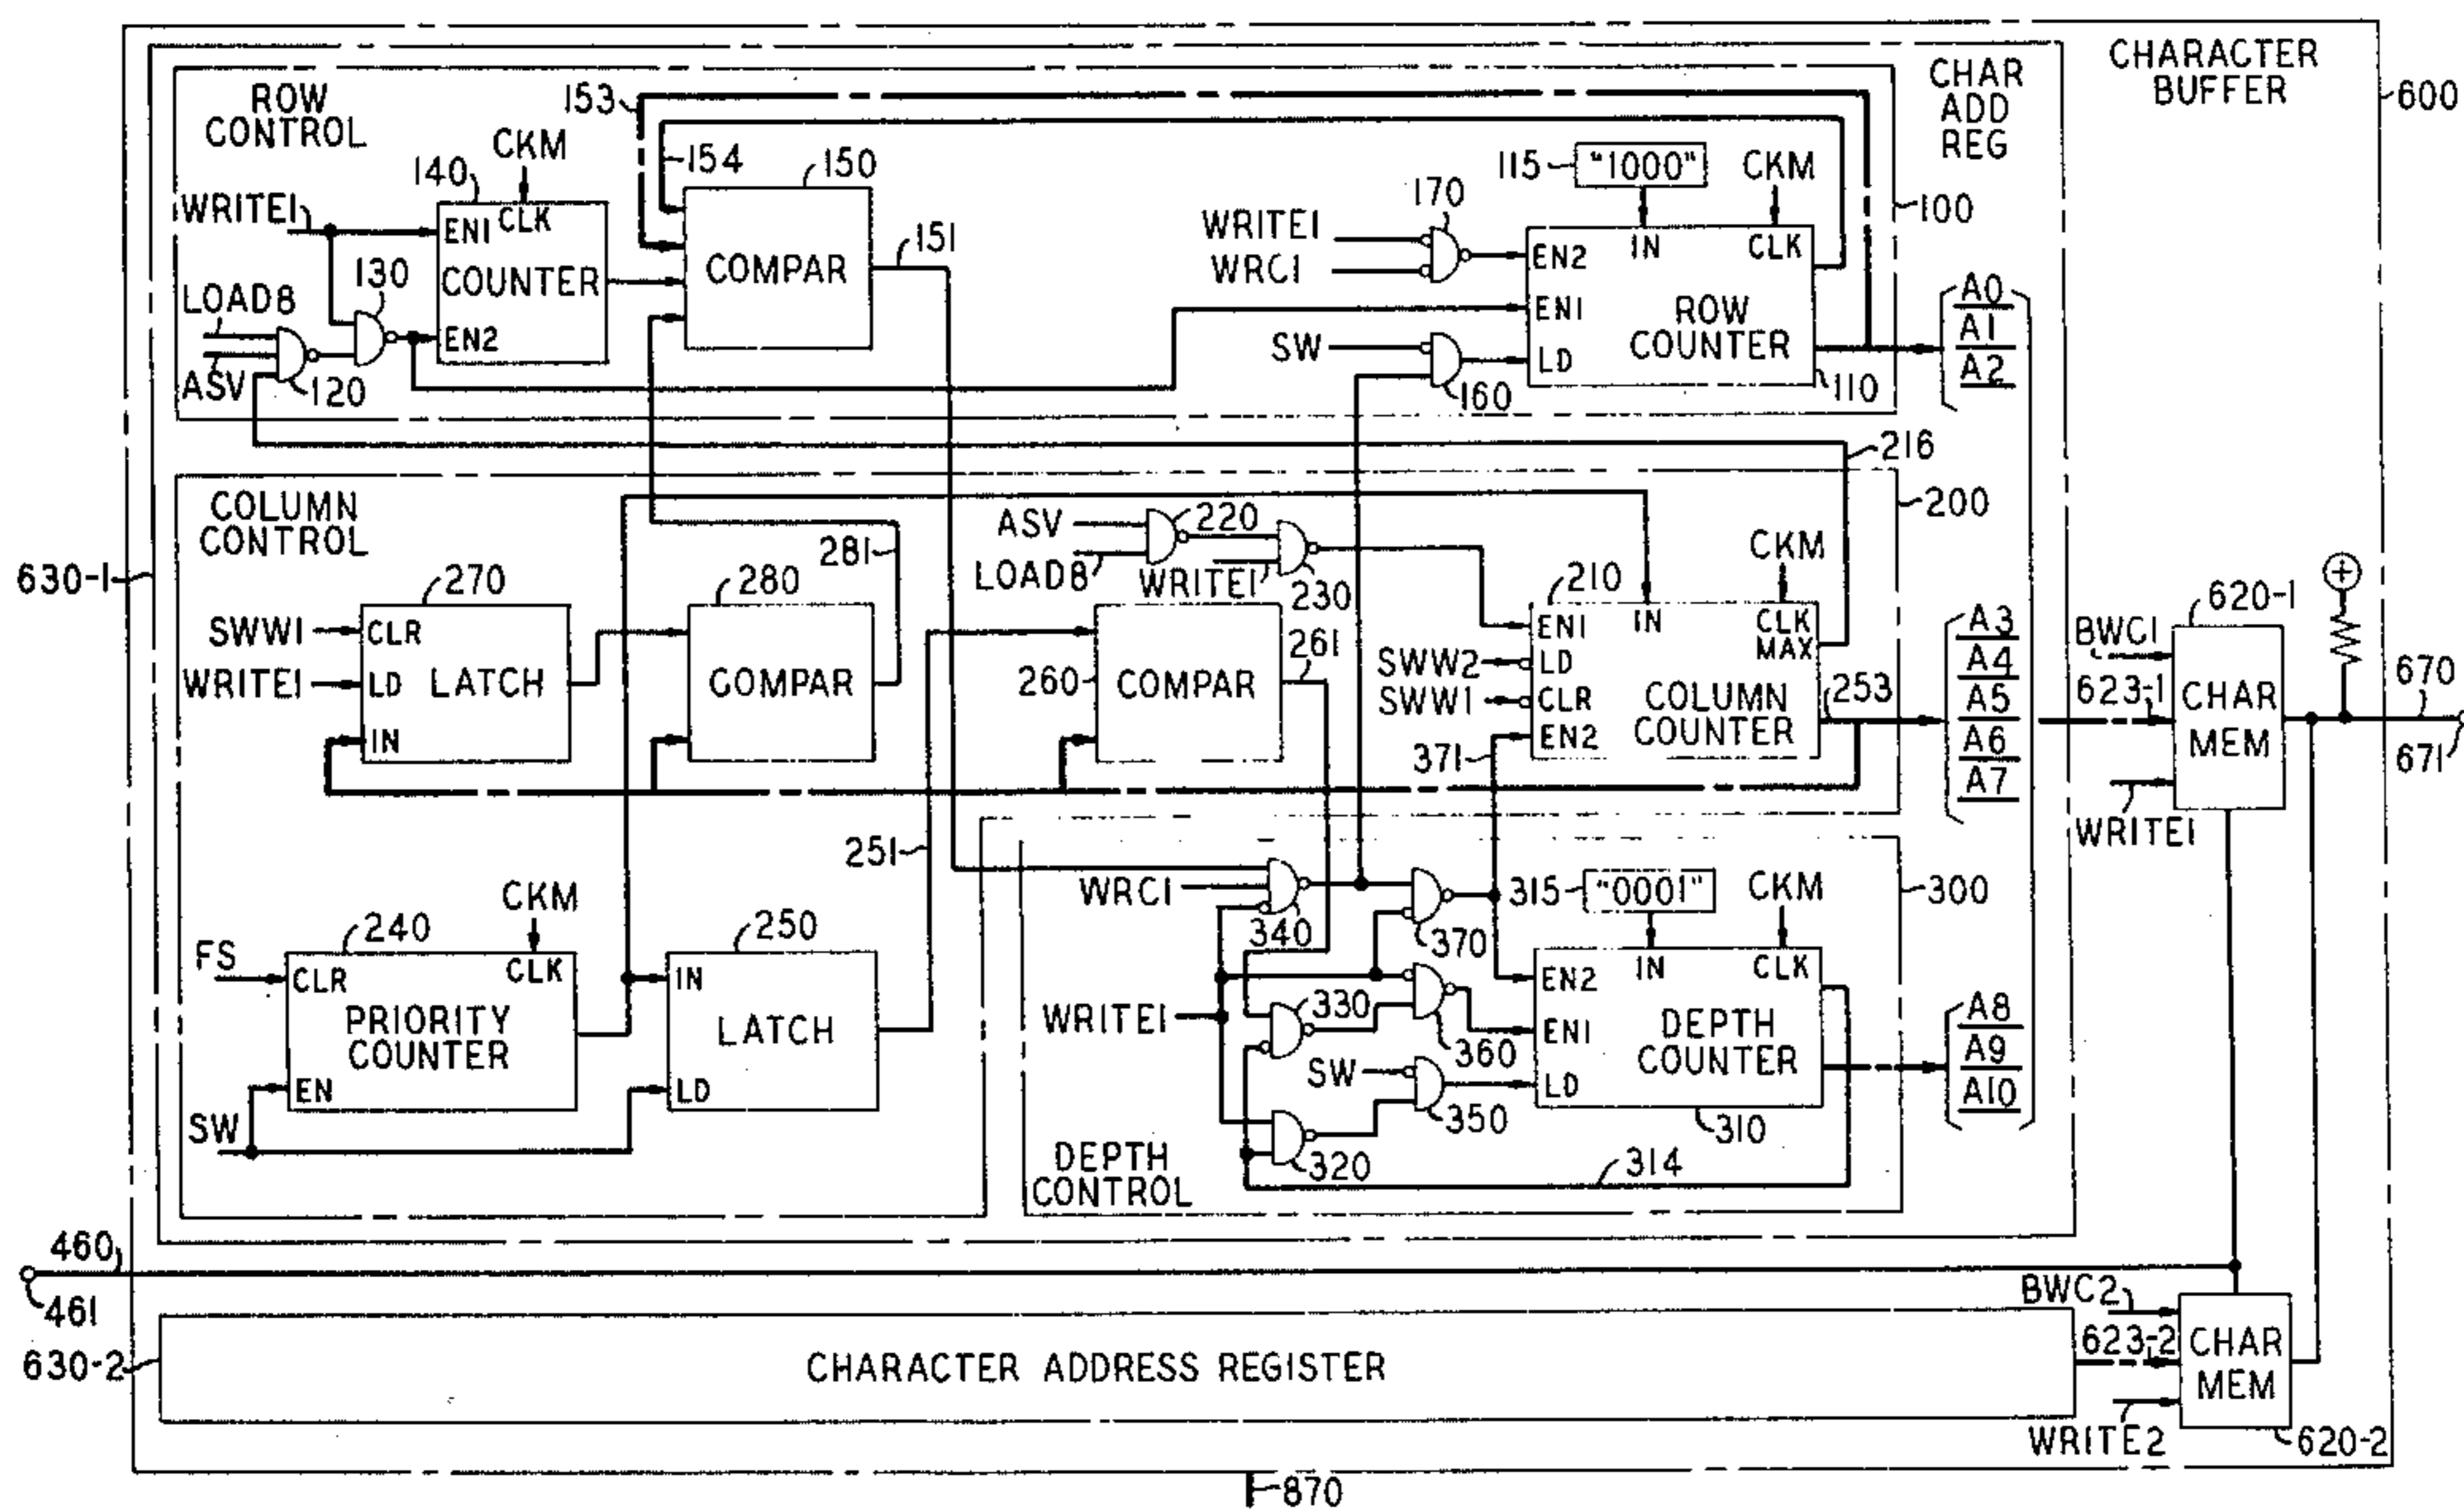 CHARACTER
BUFFER
600
CHAR
ADD
REG
ROW
CONTROL
153
154
CKM
140
150
115
"1000"
CKM
170
100
WRITE1
EN1
CLK
COUNTER
EN2
COMPAR
151
WRITE1
WRC1
EN2
IN
CLK
EN1
ROW
COUNTER
LD
LOAD8
130
ASV
120
SW
160
110
A0
A1
A2
216
COLUMN
CONTROL
281
ASV
220
LOAD8
WRITE1
230
CKM
200
630-1
270
280
210
SWW1
CLR
WRITE1
LD
LATCH
IN
COMPAR
260
COMPAR
261
EN1
IN
CLK
MAX
SWW2
LD
SWW1
CLR
EN2
COLUMN
COUNTER
253
371
A3
A4
A5
A6
A7
BWC1
620-1
623-1
CHAR
MEM
WRITE1
670
671
251
CKM
240
250
FS
CLR
CLK
PRIORITY
COUNTER
EN
IN
LATCH
LD
SW
WRC1
340
370
315
"0001"
CKM
300
WRITE1
330
360
SW
350
320
EN2
IN
CLK
EN1
DEPTH
COUNTER
LD
310
314
DEPTH
CONTROL
A8
A9
A10
460
461
BWC2
623-2
CHAR
MEM
WRITE2
620-2
630-2
CHARACTER ADDRESS REGISTER
870